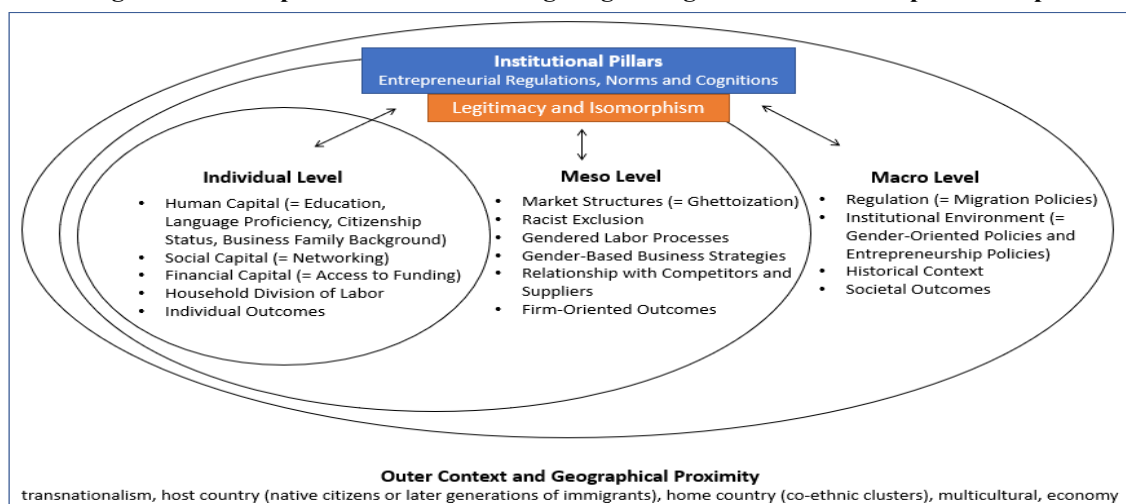 Institutional Pillars
Entrepreneurial Regulations, Norms and Cognitions
Legitimacy and Isomorphism
Individual Level
• Human Capital (= Education,
Language Proficiency, Citizenship
Status, Business Family Background)
• Social Capital (= Networking)
• Financial Capital (= Access to Funding)
• Household Division of Labor
• Individual Outcomes
Meso Level
• Market Structures (= Ghettoization)
• Racist Exclusion
• Gendered Labor Processes
• Gender-Based Business Strategies
• Relationship with Competitors and
Suppliers
• Firm-Oriented Outcomes
Macro Level
• Regulation (= Migration Policies)
• Institutional Environment (=
Gender-Oriented Policies and
Entrepreneurship Policies)
• Historical Context
• Societal Outcomes
Outer Context and Geographical Proximity
transnationalism, host country (native citizens or later generations of immigrants), home country (co-ethnic clusters), multicultural, economy